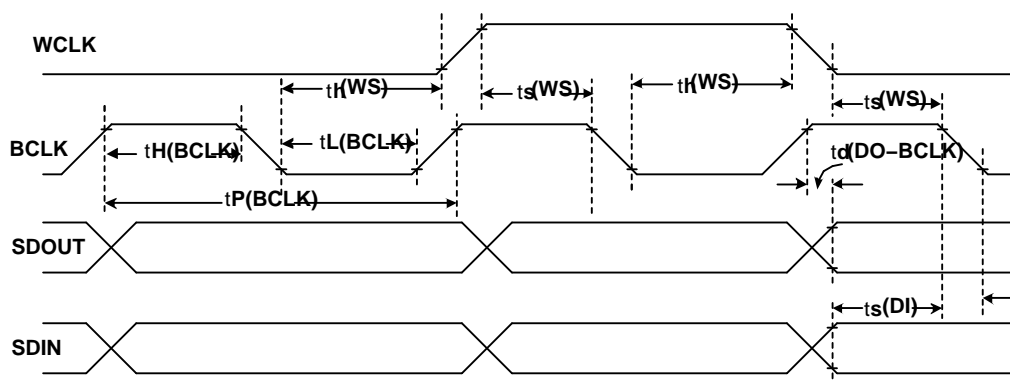 WCLK
th(WS) ts(WS) th(WS) ts(WS)
BCLK
tH(BCLK) tL(BCLK) td(DO−BCLK)
tP(BCLK)
SDOUT
ts(DI)
SDIN